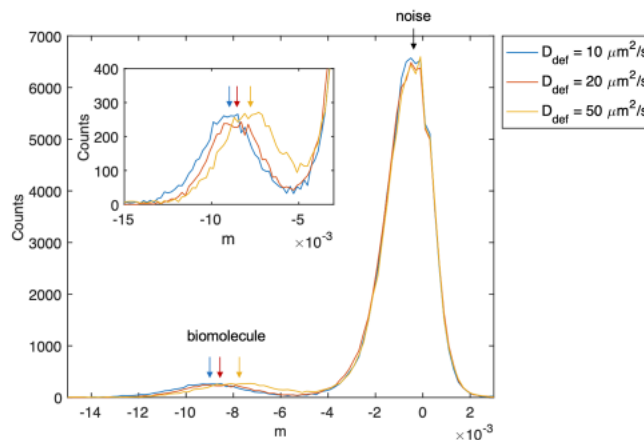 noise
7000
6000
5000
4000
3000
2000
1000
0
Counts
-14 -12 -10 -8 -6 -4 -2 0 2
m
×10⁻³
400
300
200
100
0
Counts
-15 -10 -5
m
×10⁻³
biomolecule
D_def = 10 μm²/s
D_def = 20 μm²/s
D_def = 50 μm²/s